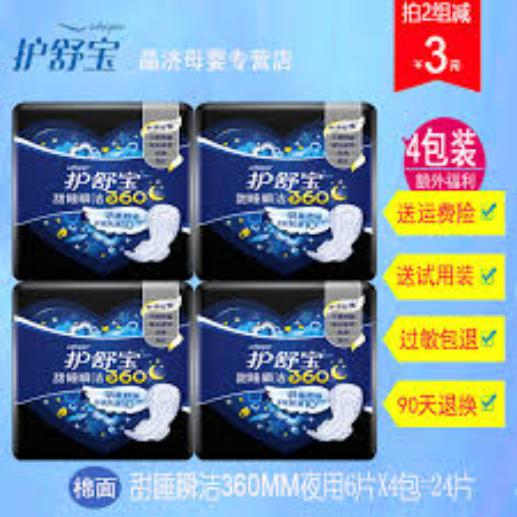 whisper
护舒宝
晶济母婴专营店
拍2组减
¥3元
4包装
额外福利
送运费险
送试用装
过敏包退
90天退换
护舒宝
甜睡瞬洁360
护舒宝
甜睡瞬洁360
护舒宝
甜睡瞬洁360
护舒宝
甜睡瞬洁360
棉面
甜睡瞬洁360MM夜用6片X4包=24片